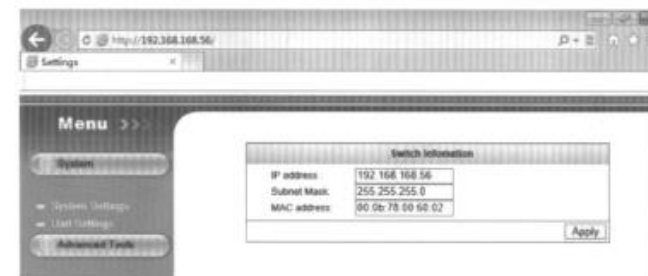 http://192.168.168.56/
Settings ×
Menu >>>
System
System Settings
User Settings
Advanced Tools
Switch Infomation
IP address : 192.168.168.56
Subnet Mask: 255.255.255.0
MAC address: 00:0b:78:00:60:02
Apply